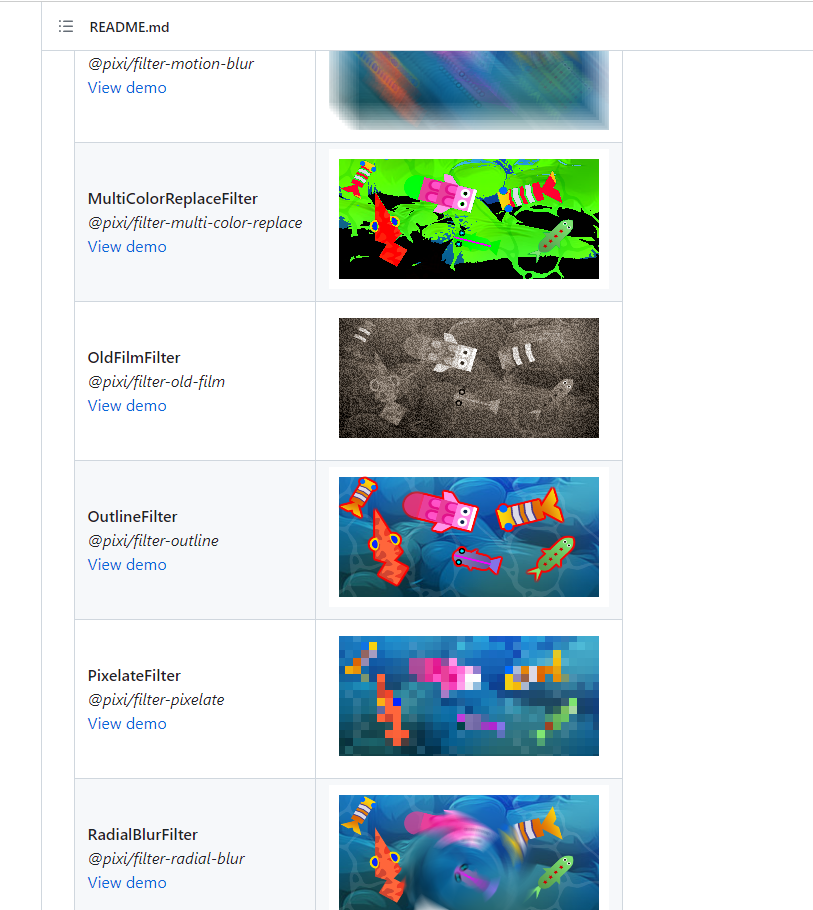 README.md
@pixi/filter-motion-blur
View demo
MultiColorReplaceFilter
@pixi/filter-multi-color-replace
View demo
OldFilmFilter
@pixi/filter-old-film
View demo
OutlineFilter
@pixi/filter-outline
View demo
PixelateFilter
@pixi/filter-pixelate
View demo
RadialBlurFilter
@pixi/filter-radial-blur
View demo